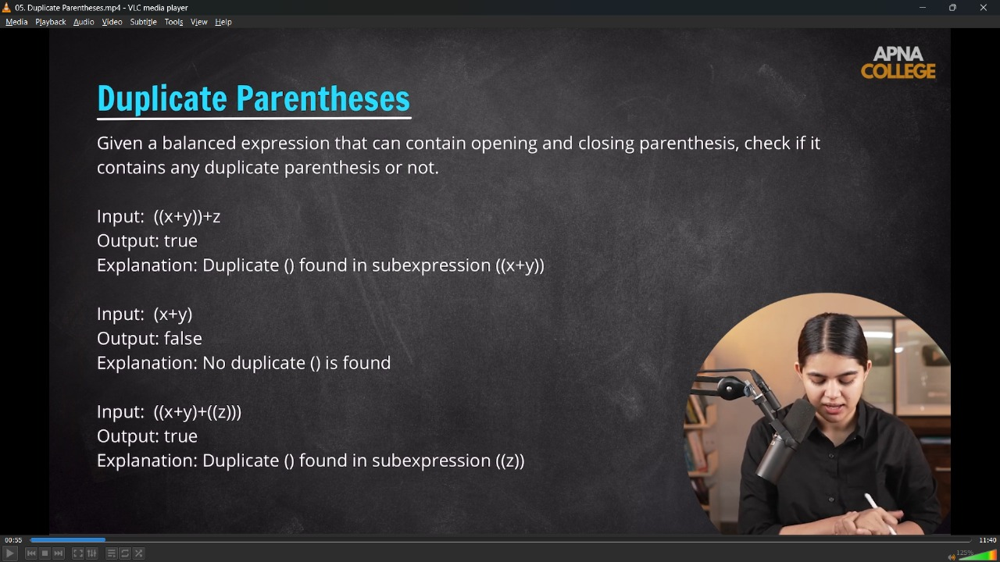 05. Duplicate Parentheses.mp4 - VLC media player
Media Playback Audio Video Subtitle Tools View Help
APNA
COLLEGE
Duplicate Parentheses
Given a balanced expression that can contain opening and closing parenthesis, check if it
contains any duplicate parenthesis or not.
Input: ((x+y))+z
Output: true
Explanation: Duplicate () found in subexpression ((x+y))
Input: (x+y)
Output: false
Explanation: No duplicate () is found
Input: ((x+y)+((z)))
Output: true
Explanation: Duplicate () found in subexpression ((z))
00:55
11:40
125%